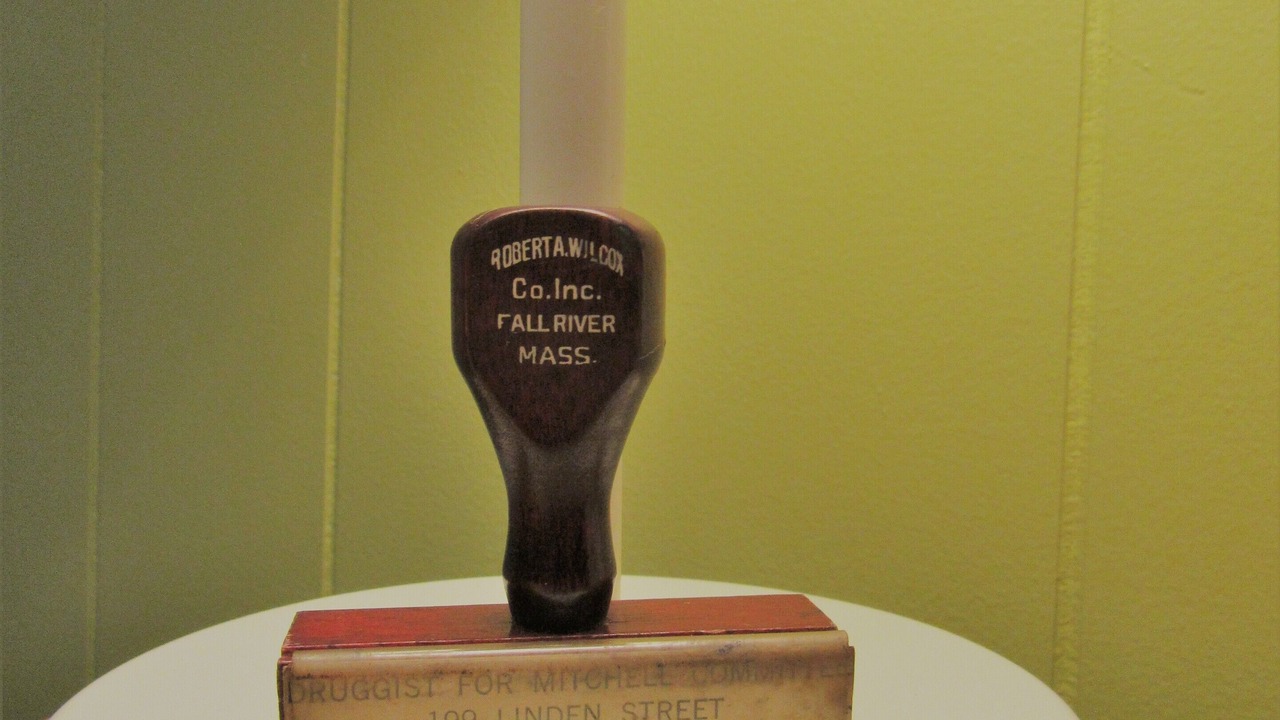 ROBERT A. WILCOX
Co. Inc.
FALL RIVER
MASS.
DRUGGIST FOR MITCHELL COMMITTEE
LINDEN STREET